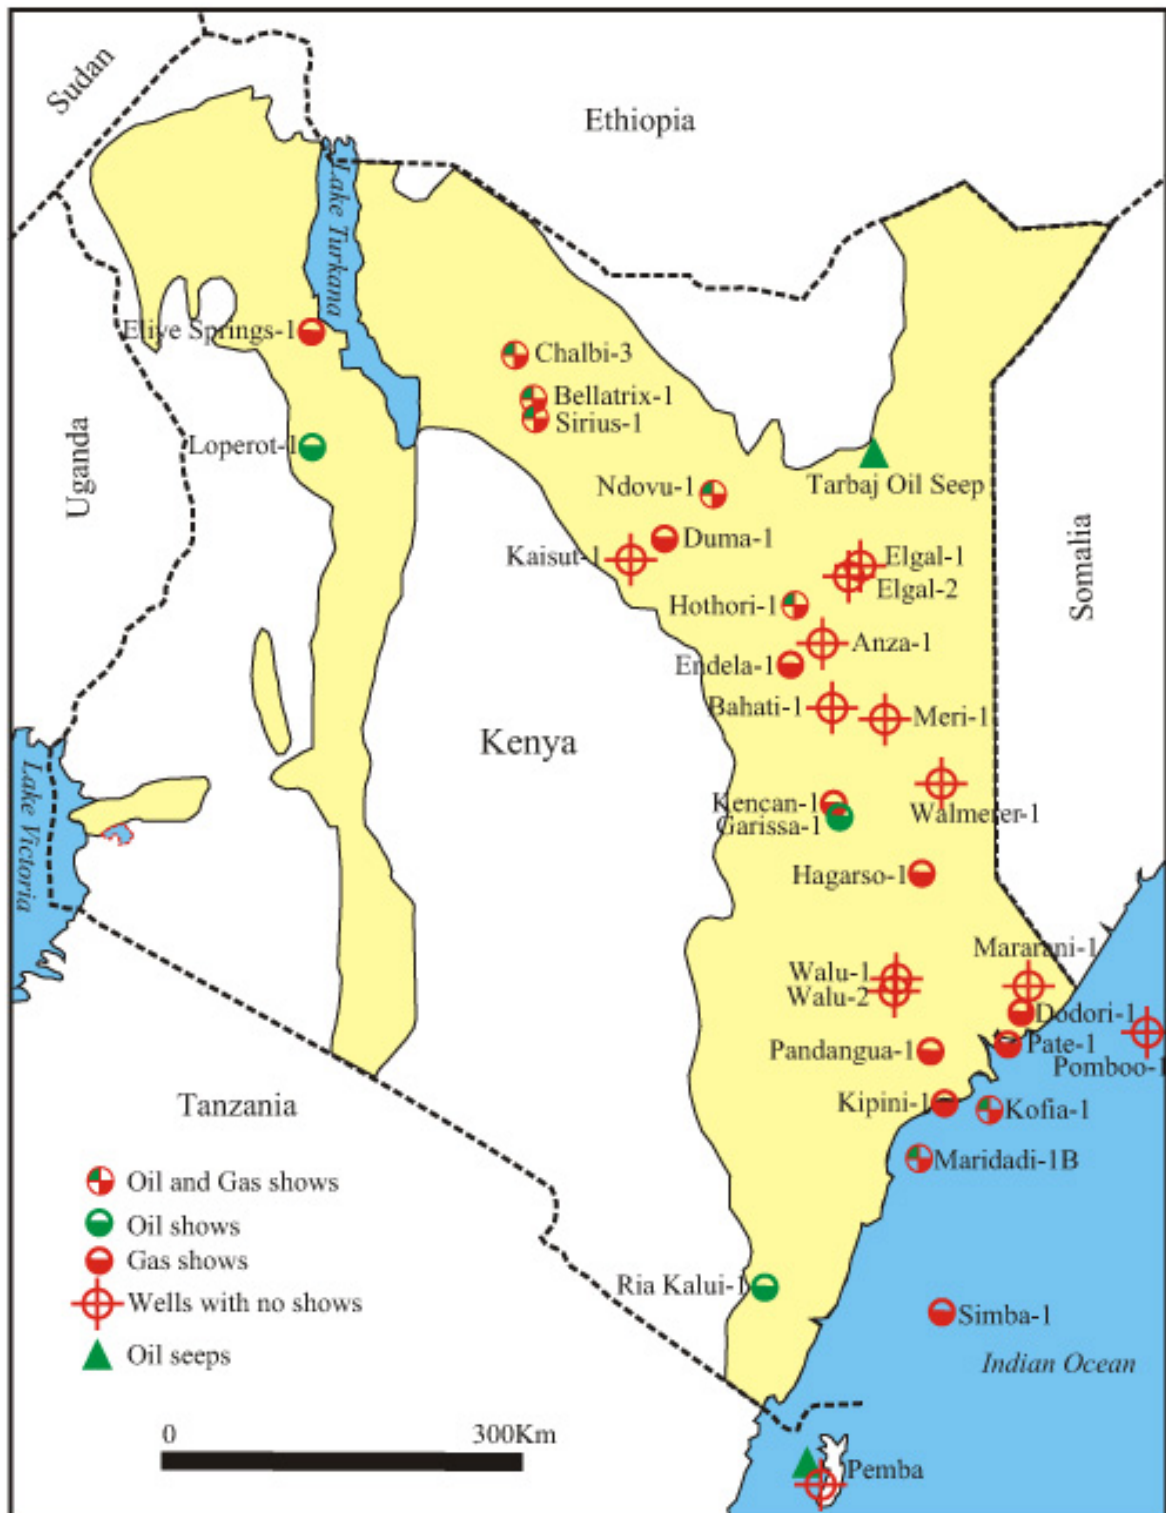 Sudan
Ethiopia
Lake Turkana
Eliye Springs-1
Chalbi-3
Bellatrix-1
Sirius-1
Uganda
Loperot-1
Ndovu-1
Tarbaj Oil Seep
Duma-1
Kaisut-1
Elgal-1
Elgal-2
Somalia
Hothori-1
Anza-1
Endela-1
Bahati-1
Meri-1
Kenya
Lake Victoria
Kencan-1
Garissa-1
Walmerer-1
Hagarso-1
Mararani-1
Walu-1
Walu-2
Dodori-1
Pandangua-1
Pate-1
Pomboo-1
Tanzania
Kipini-1
Kofia-1
Maridadi-1B
Oil and Gas shows
Oil shows
Gas shows
Wells with no shows
Oil seeps
Ria Kalui-1
Simba-1
Indian Ocean
0 300Km
Pemba